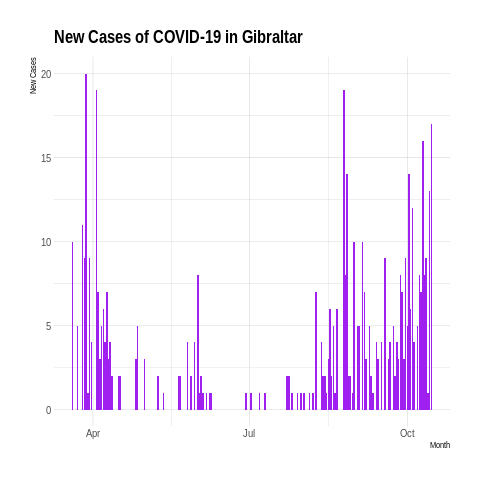 New Cases of COVID-19 in Gibraltar
New Cases
20
15
10
5
0
Apr
Jul
Oct
Month